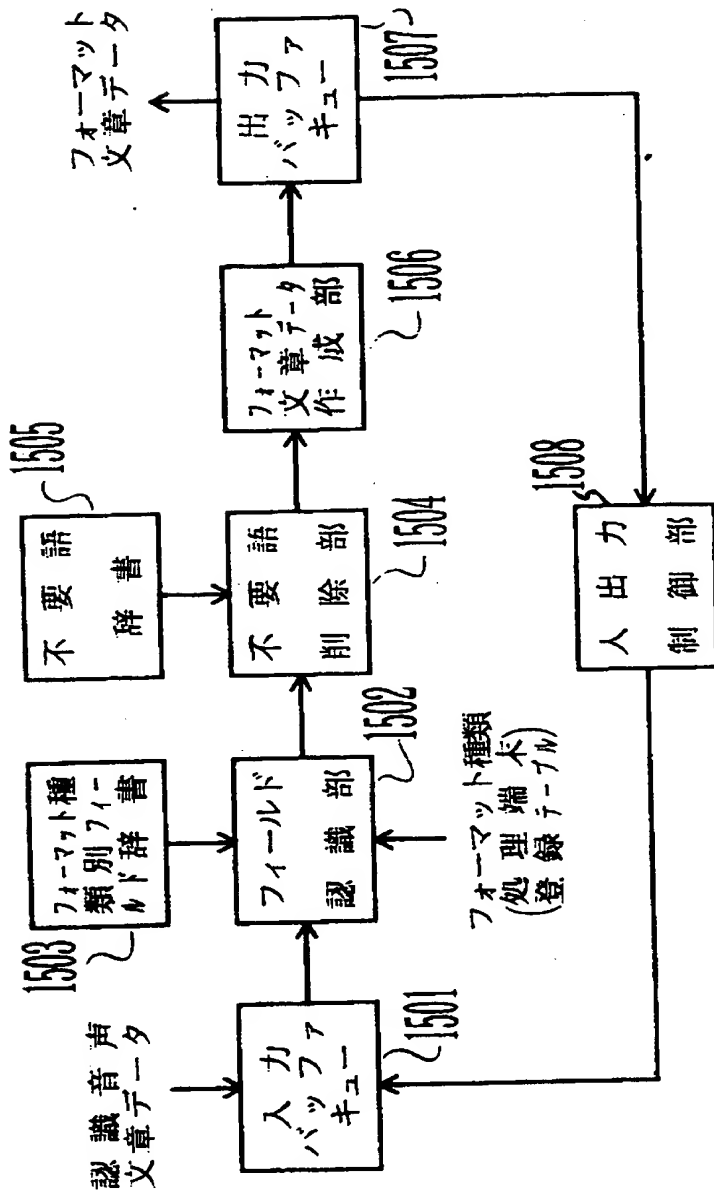 認識音声
文章データ
1503
フォーマット種
類別フィー
ルド辞書
不要語
辞書
1505
フォーマット
文章データ
入力
バッファ
キュー
1501
フィールド
認識部
1502
不要語
削除部
1504
フォーマット
文章データ
作成部
1506
出力
バッファ
キュー
1507
フォーマット種類
(処理端末
登録テーブル)
1508
入出力
制御部